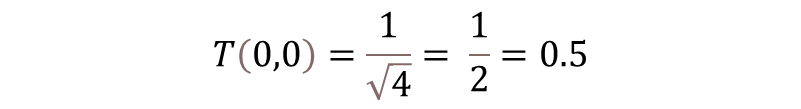 T(0,0) = 1/√4 = 1/2 = 0.5